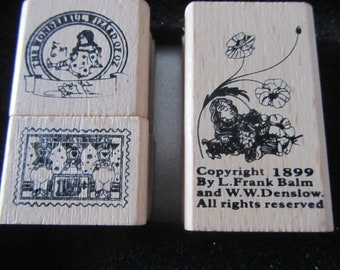 THE WONDERFUL WIZARD OF OZ
Copyright 1899
By L. Frank Balm
and W.W. Denslow.
All rights reserved